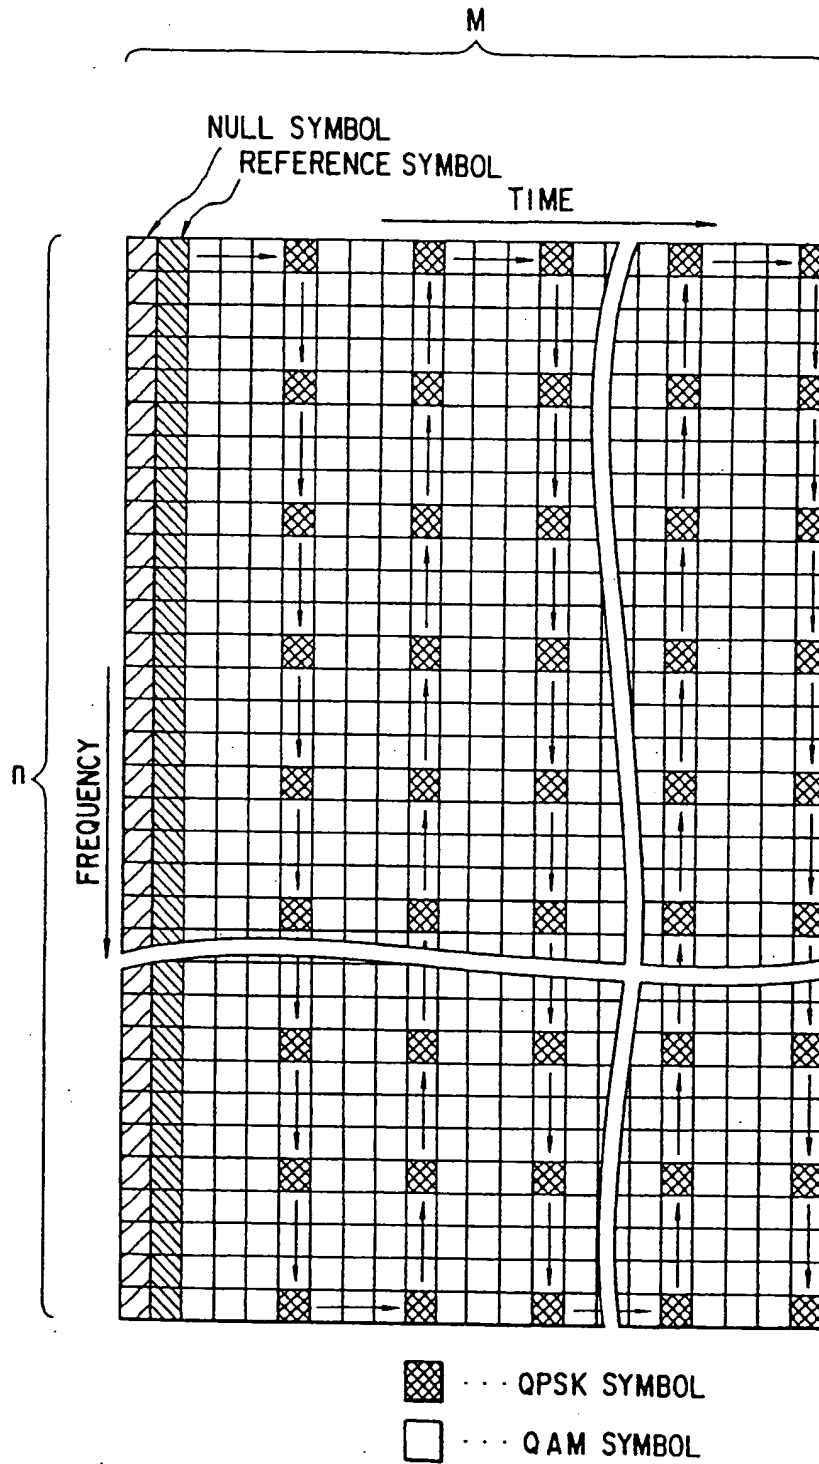 M
NULL SYMBOL
REFERENCE SYMBOL
TIME
n
FREQUENCY
··· QPSK SYMBOL
··· QAM SYMBOL